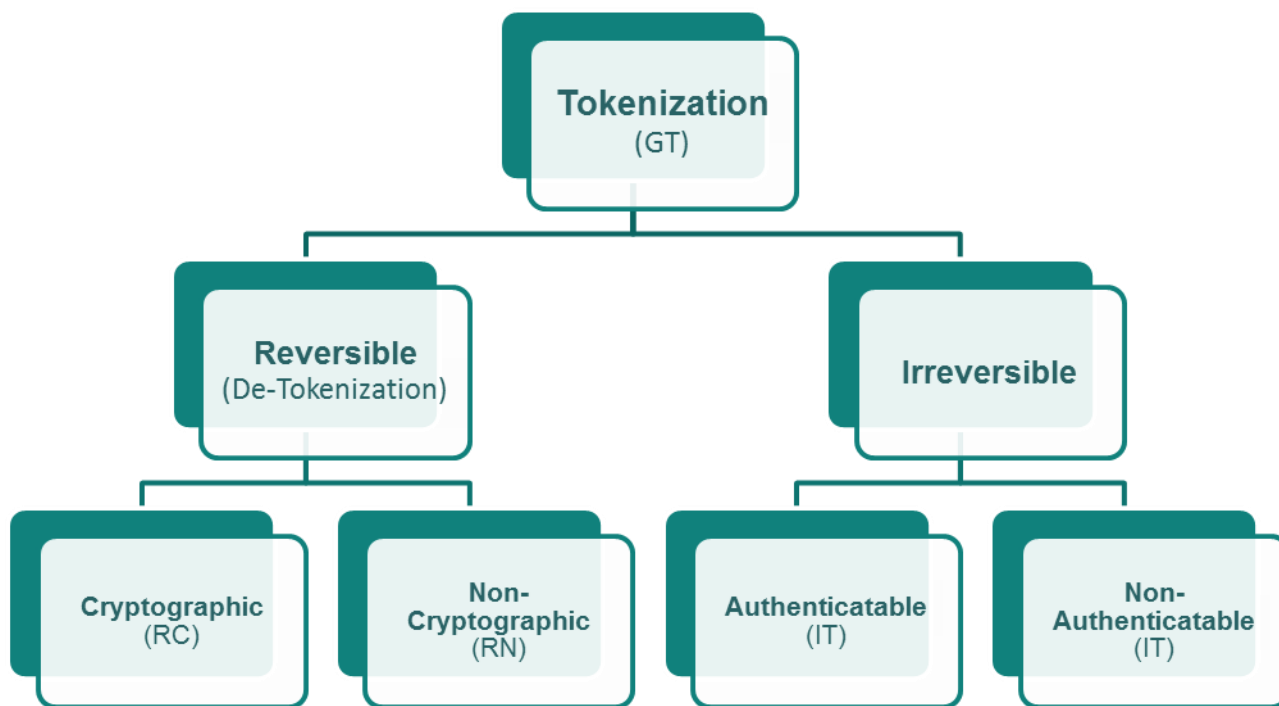 Tokenization
(GT)
Reversible
(De-Tokenization)
Irreversible
Cryptographic
(RC)
Non-
Cryptographic
(RN)
Authenticatable
(IT)
Non-
Authenticatable
(IT)